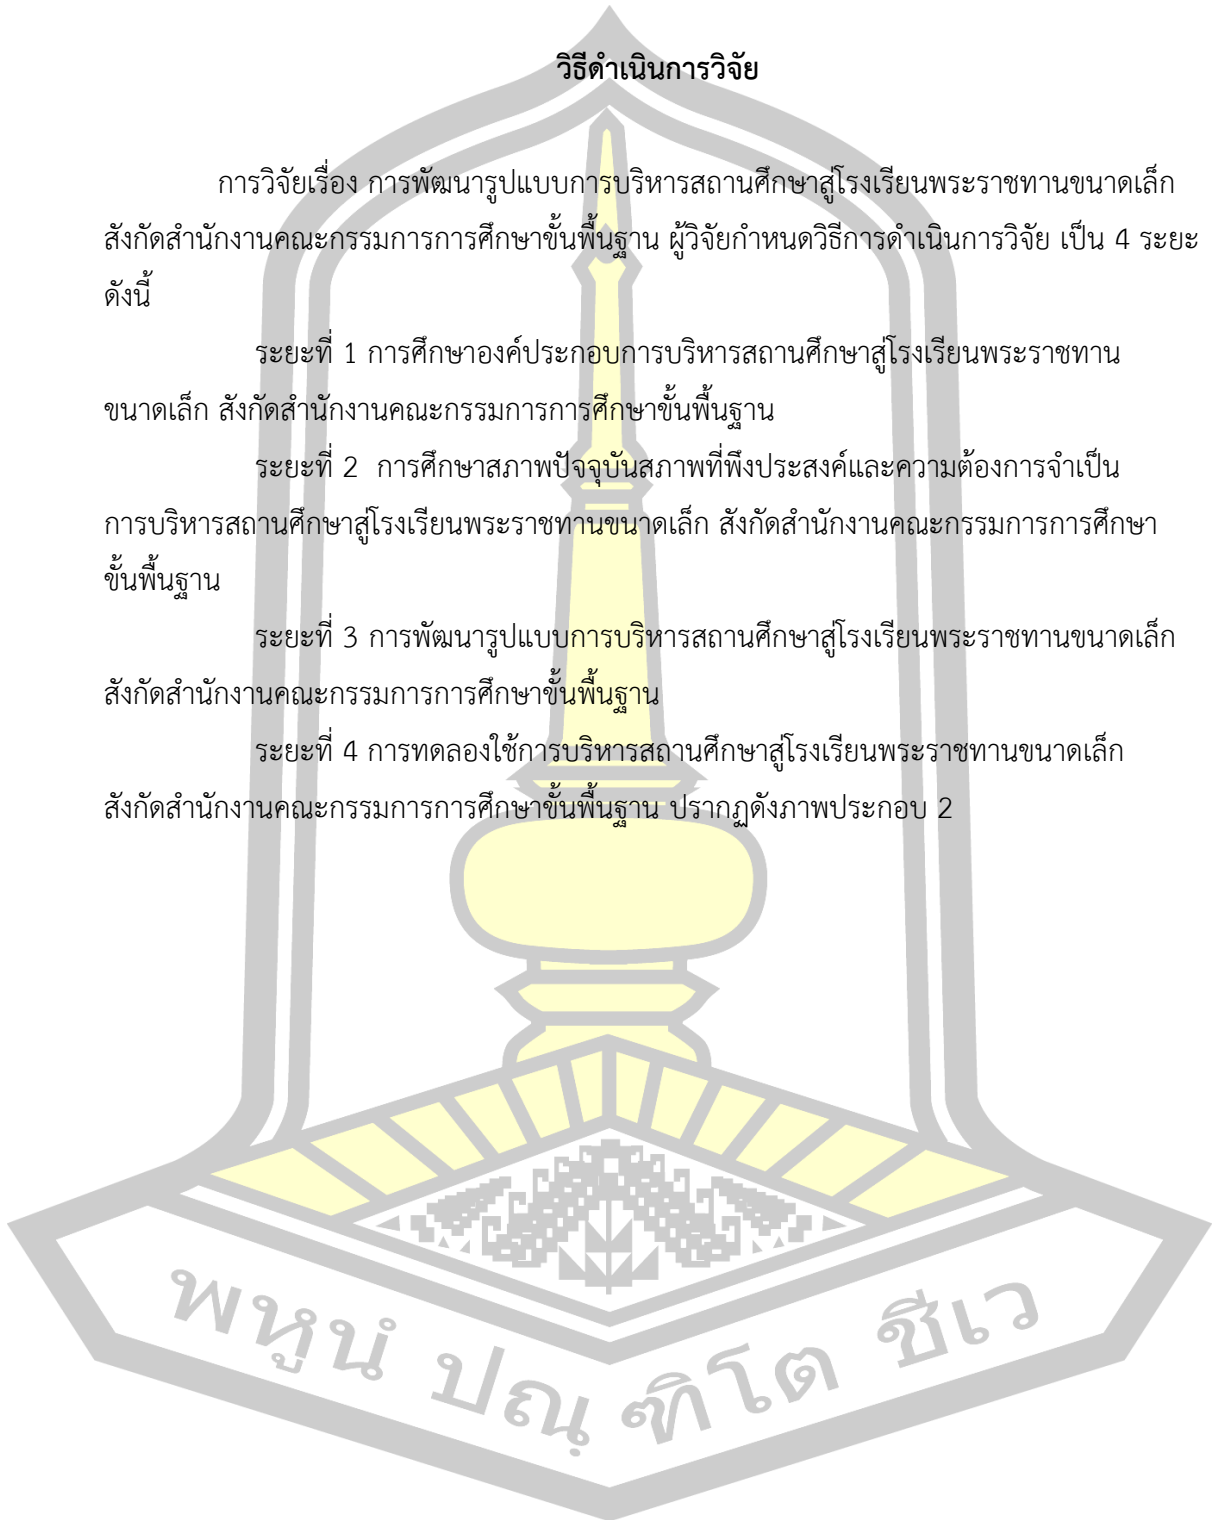 วิธีดำเนินการวิจัย
การวิจัยเรื่อง การพัฒนารูปแบบการบริหารสถานศึกษาสู่โรงเรียนพระราชทานขนาดเล็ก
สังกัดสำนักงานคณะกรรมการการศึกษาขั้นพื้นฐาน ผู้วิจัยกำหนดวิธีการดำเนินการวิจัย เป็น 4 ระยะ
ดังนี้
ระยะที่ 1 การศึกษาองค์ประกอบการบริหารสถานศึกษาสู่โรงเรียนพระราชทาน
ขนาดเล็ก สังกัดสำนักงานคณะกรรมการการศึกษาขั้นพื้นฐาน
ระยะที่ 2 การศึกษาสภาพปัจจุบันสภาพที่พึงประสงค์และความต้องการจำเป็น
การบริหารสถานศึกษาสู่โรงเรียนพระราชทานขนาดเล็ก สังกัดสำนักงานคณะกรรมการการศึกษา
ขั้นพื้นฐาน
ระยะที่ 3 การพัฒนารูปแบบการบริหารสถานศึกษาสู่โรงเรียนพระราชทานขนาดเล็ก
สังกัดสำนักงานคณะกรรมการการศึกษาขั้นพื้นฐาน
ระยะที่ 4 การทดลองใช้การบริหารสถานศึกษาสู่โรงเรียนพระราชทานขนาดเล็ก
สังกัดสำนักงานคณะกรรมการการศึกษาขั้นพื้นฐาน ปรากฏดังภาพประกอบ 2
พหูนํ ปณฺฑิโต ชีเว